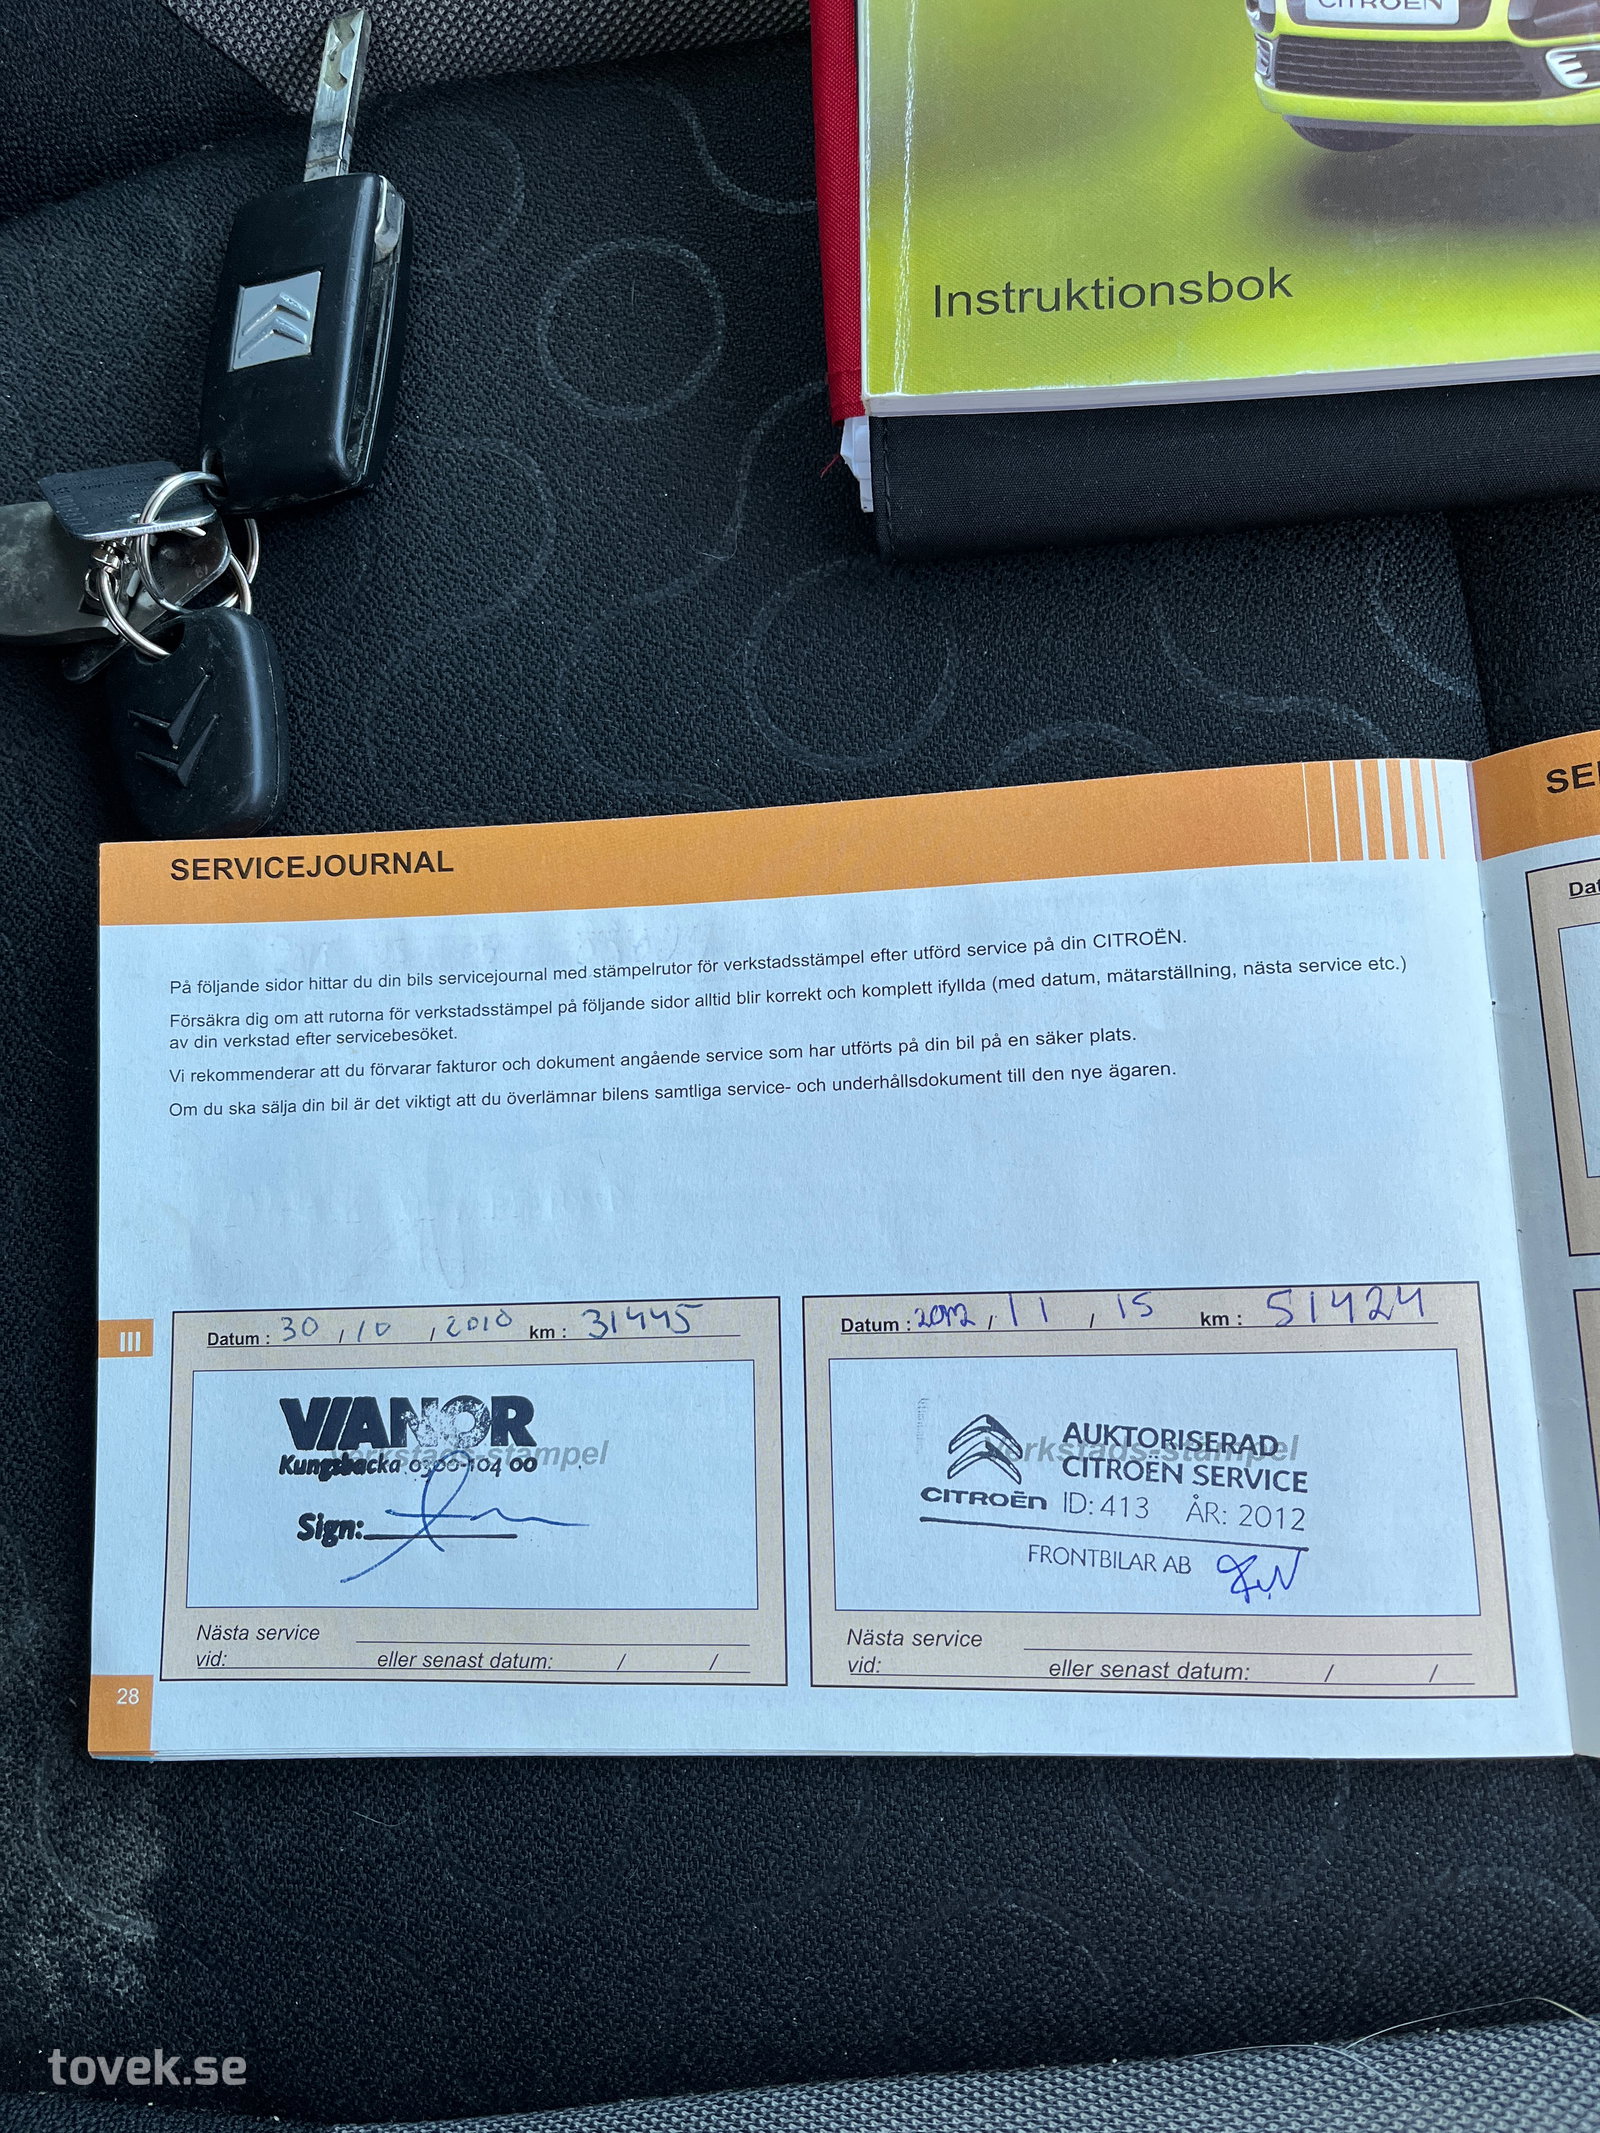 CITROËN
Instruktionsbok
SERVICEJOURNAL
SE
På följande sidor hittar du din bils servicejournal med stämpelrutor för verkstadsstämpel efter utförd service på din CITROËN.
Försäkra dig om att rutorna för verkstadsstämpel på följande sidor alltid blir korrekt och komplett ifyllda (med datum, mätarställning, nästa service etc.)
av din verkstad efter servicebesöket.
Vi rekommenderar att du förvarar fakturor och dokument angående service som har utförts på din bil på en säker plats.
Om du ska sälja din bil är det viktigt att du överlämnar bilens samtliga service- och underhållsdokument till den nye ägaren.
Dat
III
Datum : 30 / 10 / 2010 km : 31445
Verkstads-stämpel
VIANOR
Kungsbacka 0300-104 00
Sign:
Nästa service
vid: eller senast datum: / /
Datum : 2012 / 11 / 15 km : 51424
Verkstads-stämpel
AUKTORISERAD
CITROËN SERVICE
CITROËN ID: 413 ÅR: 2012
FRONTBILAR AB
Nästa service
vid: eller senast datum: / /
28
tovek.se